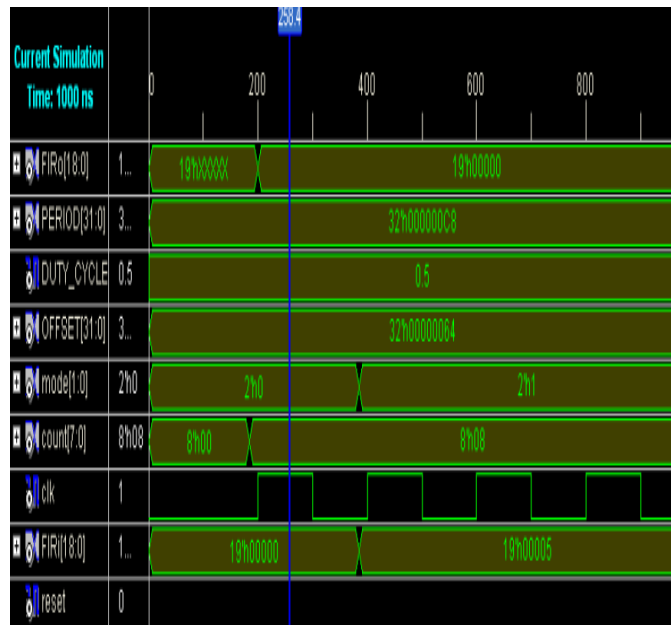 258.4
Current Simulation
Time: 1000 ns
0 200 400 600 800
FIRo[18:0] 1... 19'hXXXXX 19'h00000
PERIOD[31:0] 3... 32'h000000C8
DUTY_CYCLE 0.5 0.5
OFFSET[31:0] 3... 32'h00000064
mode[1:0] 2'h0 2'h0 2'h1
count[7:0] 8'h08 8'h00 8'h08
clk 1
FIRi[18:0] 1... 19'h00000 19'h00005
reset 0